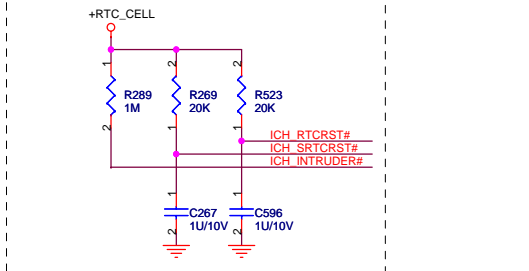 +RTC_CELL
1
2
2
R289
1M
R269
20K
R523
20K
2
1
1
ICH_RTCRST#
ICH_SRTCRST#
ICH_INTRUDER#
1
1
C267
1U/10V
C596
1U/10V
2
2